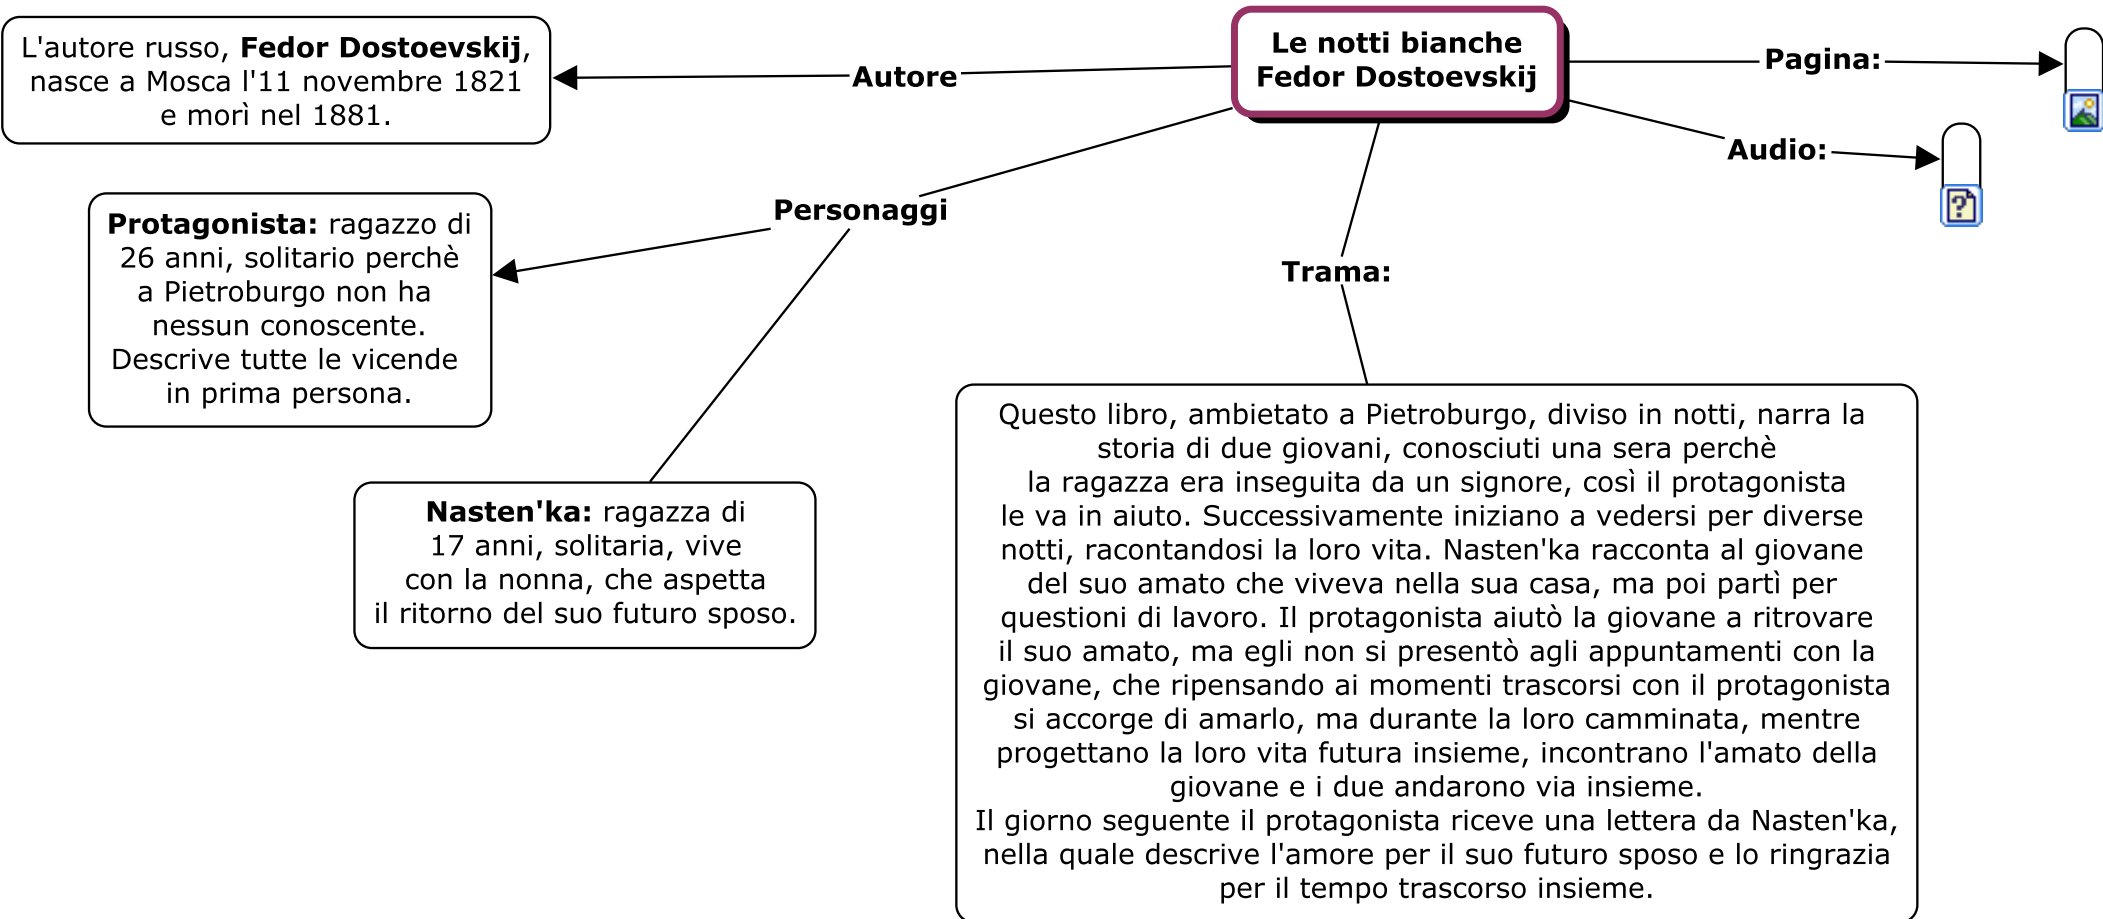 Le notti bianche
Fedor Dostoevskij
Autore
L'autore russo, Fedor Dostoevskij,
nasce a Mosca l'11 novembre 1821
e morì nel 1881.
Pagina:
Audio:
Personaggi
Protagonista: ragazzo di
26 anni, solitario perchè
a Pietroburgo non ha
nessun conoscente.
Descrive tutte le vicende
in prima persona.
Nasten'ka: ragazza di
17 anni, solitaria, vive
con la nonna, che aspetta
il ritorno del suo futuro sposo.
Trama:
Questo libro, ambietato a Pietroburgo, diviso in notti, narra la
storia di due giovani, conosciuti una sera perchè
la ragazza era inseguita da un signore, così il protagonista
le va in aiuto. Successivamente iniziano a vedersi per diverse
notti, racontandosi la loro vita. Nasten'ka racconta al giovane
del suo amato che viveva nella sua casa, ma poi partì per
questioni di lavoro. Il protagonista aiutò la giovane a ritrovare
il suo amato, ma egli non si presentò agli appuntamenti con la
giovane, che ripensando ai momenti trascorsi con il protagonista
si accorge di amarlo, ma durante la loro camminata, mentre
progettano la loro vita futura insieme, incontrano l'amato della
giovane e i due andarono via insieme.
Il giorno seguente il protagonista riceve una lettera da Nasten'ka,
nella quale descrive l'amore per il suo futuro sposo e lo ringrazia
per il tempo trascorso insieme.